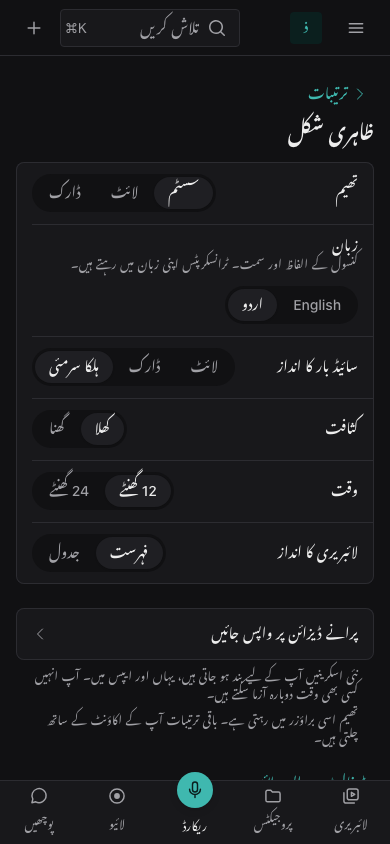 ذ
تلاش کریں
⌘K
ترتیبات
ظاہری شکل
تھیم
سسٹم
لائٹ
ڈارک
زبان
کنسول کے الفاظ اور سمت۔ ٹرانسکرپٹس اپنی زبان میں رہتے ہیں۔
English
اردو
سائیڈ بار کا انداز
لائٹ
ڈارک
ہلکا سرمئی
کثافت
کھلا
گھنا
وقت
12 گھنٹے
24 گھنٹے
لائبریری کا انداز
فہرست
جدول
پرانے ڈیزائن پر واپس جائیں
نئی اسکرینیں آپ کے لیے بند ہو جاتی ہیں، یہاں اور ایپس میں۔ آپ انہیں
کسی بھی وقت دوبارہ آزما سکتے ہیں۔
تھیم اسی براؤزر میں رہتی ہے۔ باقی ترتیبات آپ کے اکاؤنٹ کے ساتھ
چلتی ہیں۔
لائبریری
پروجیکٹس
ریکارڈ
لائیو
پوچھیں